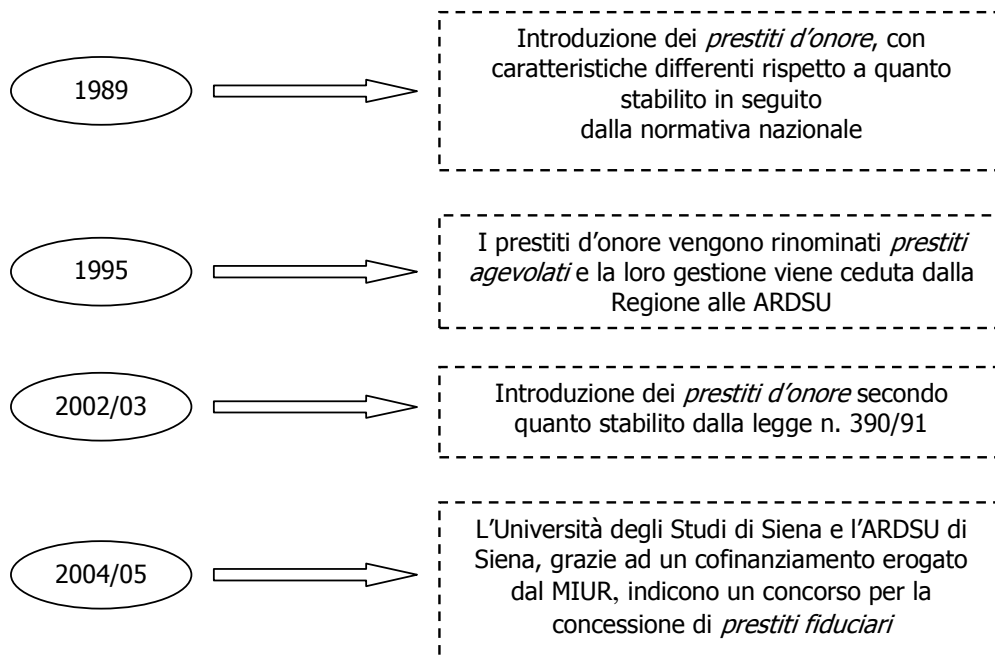 1989
Introduzione dei prestiti d’onore, con
caratteristiche differenti rispetto a quanto
stabilito in seguito
dalla normativa nazionale
1995
I prestiti d’onore vengono rinominati prestiti
agevolati e la loro gestione viene ceduta dalla
Regione alle ARDSU
2002/03
Introduzione dei prestiti d’onore secondo
quanto stabilito dalla legge n. 390/91
2004/05
L’Università degli Studi di Siena e l’ARDSU di
Siena, grazie ad un cofinanziamento erogato
dal MIUR, indicono un concorso per la
concessione di prestiti fiduciari